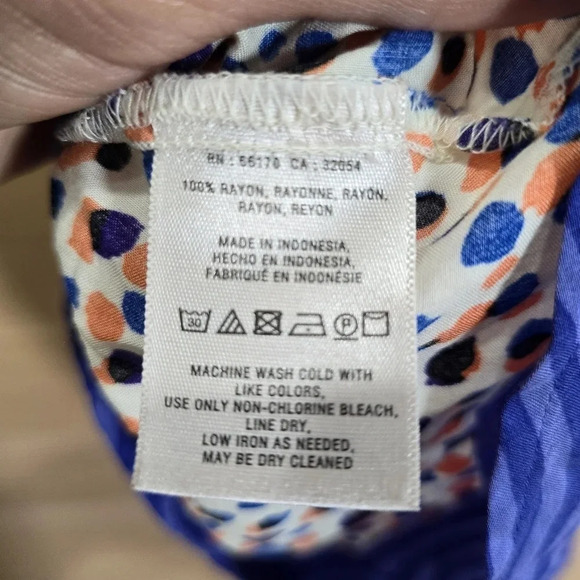 RN : 66170 CA : 32054
100% RAYON, RAYONNE, RAYÓN,
RAYON, REYON
MADE IN INDONESIA,
HECHO EN INDONESIA,
FABRIQUÉ EN INDONÉSIE
30
P
MACHINE WASH COLD WITH
LIKE COLORS,
USE ONLY NON-CHLORINE BLEACH,
LINE DRY,
LOW IRON AS NEEDED,
MAY BE DRY CLEANED